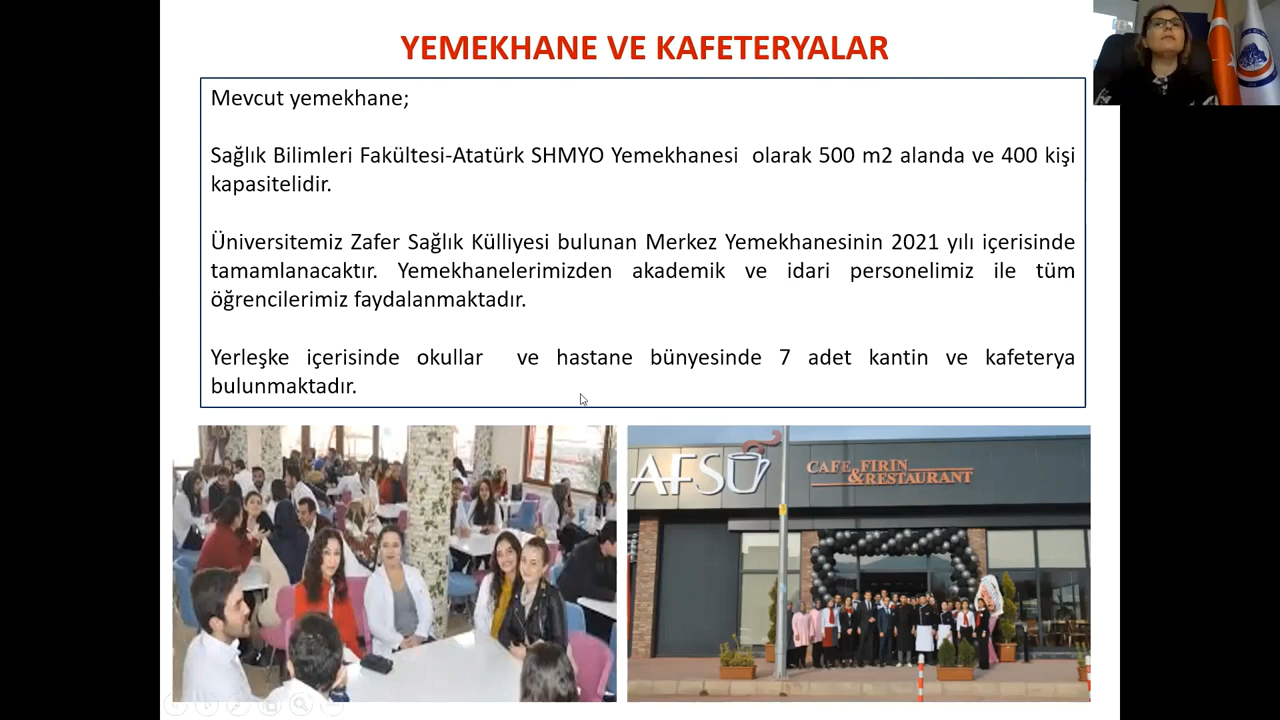 YEMEKHANE VE KAFETERYALAR
Mevcut yemekhane;
Sağlık Bilimleri Fakültesi-Atatürk SHMYO Yemekhanesi olarak 500 m2 alanda ve 400 kişi
kapasitelidir.
Üniversitemiz Zafer Sağlık Külliyesi bulunan Merkez Yemekhanesinin 2021 yılı içerisinde
tamamlanacaktır. Yemekhanelerimizden akademik ve idari personelimiz ile tüm
öğrencilerimiz faydalanmaktadır.
Yerleşke içerisinde okullar ve hastane bünyesinde 7 adet kantin ve kafeterya
bulunmaktadır.
AFSÜ
CAFE FIRIN
&RESTAURANT